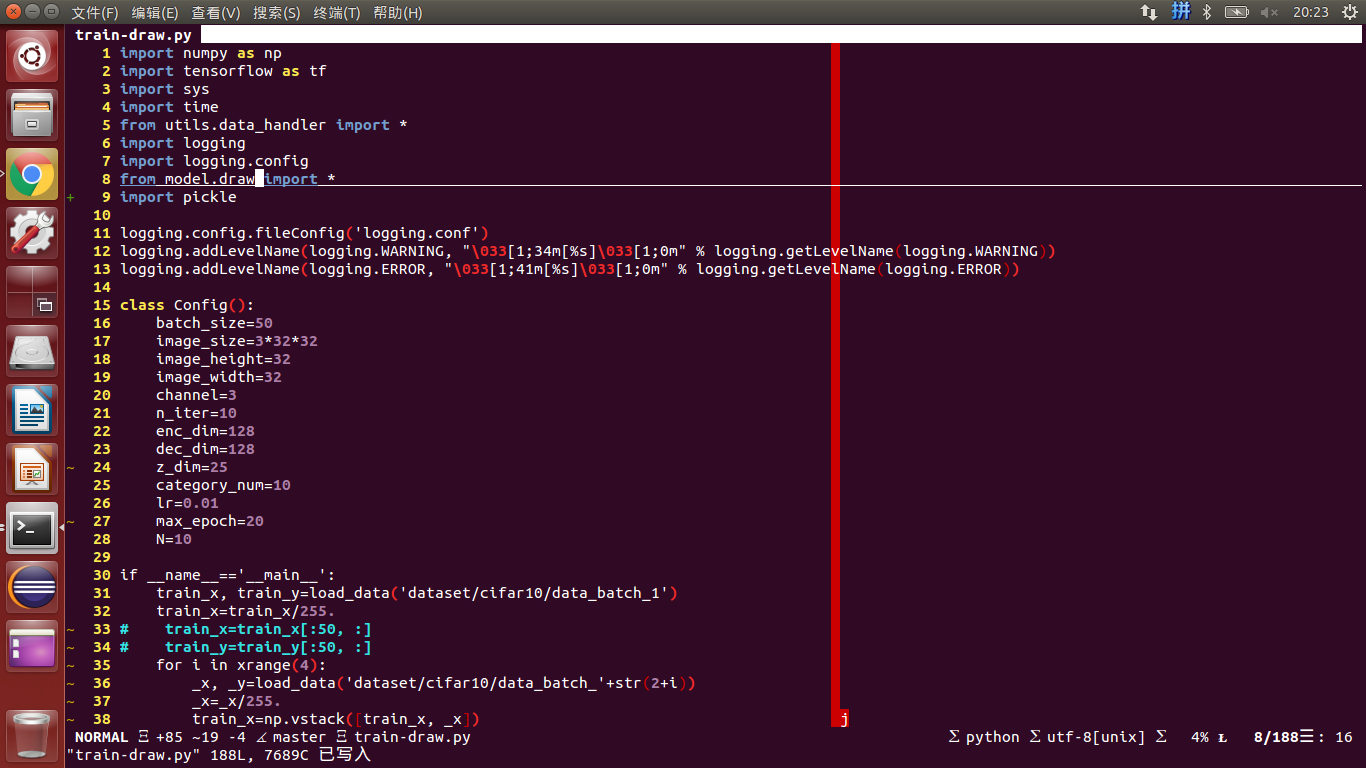 文件(F) 编辑(E) 查看(V) 搜索(S) 终端(T) 帮助(H) 拼 20:23
train-draw.py
1 import numpy as np
2 import tensorflow as tf
3 import sys
4 import time
5 from utils.data_handler import *
6 import logging
7 import logging.config
8 from model.draw import *
+ 9 import pickle
10
11 logging.config.fileConfig('logging.conf')
12 logging.addLevelName(logging.WARNING, "\033[1;34m[%s]\033[1;0m" % logging.getLevelName(logging.WARNING))
13 logging.addLevelName(logging.ERROR, "\033[1;41m[%s]\033[1;0m" % logging.getLevelName(logging.ERROR))
14
15 class Config():
16     batch_size=50
17     image_size=3*32*32
18     image_height=32
19     image_width=32
20     channel=3
21     n_iter=10
22     enc_dim=128
23     dec_dim=128
~ 24     z_dim=25
25     category_num=10
26     lr=0.01
~ 27     max_epoch=20
28     N=10
29
30 if __name__=='__main__':
31     train_x, train_y=load_data('dataset/cifar10/data_batch_1')
32     train_x=train_x/255.
~ 33 #    train_x=train_x[:50, :]
~ 34 #    train_y=train_y[:50, :]
~ 35     for i in xrange(4):
~ 36         _x, _y=load_data('dataset/cifar10/data_batch_'+str(2+i))
~ 37         _x=_x/255.
~ 38         train_x=np.vstack([train_x, _x]) j
NORMAL Ξ +85 ~19 -4 ∡ master Ξ train-draw.py Σ python Σ utf-8[unix] Σ 4% Ł 8/188☰: 16
"train-draw.py" 188L, 7689C 已写入